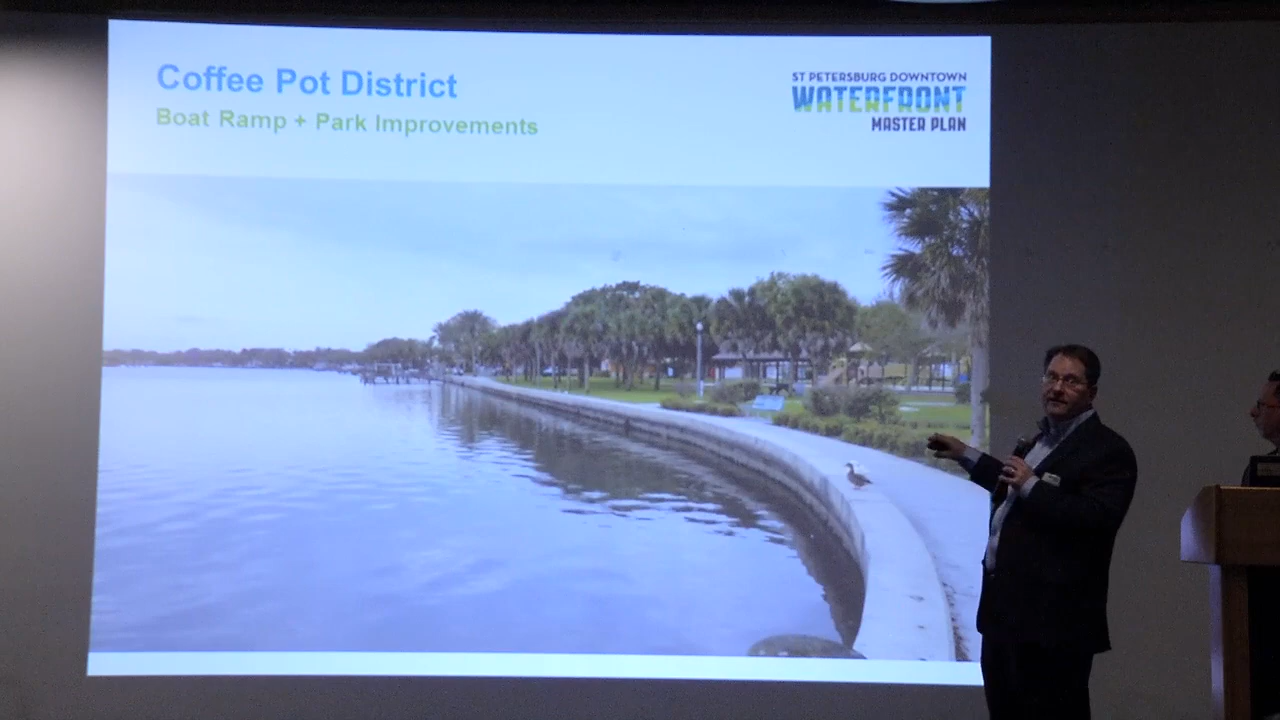 Coffee Pot District
Boat Ramp + Park Improvements
ST PETERSBURG DOWNTOWN
WATERFRONT
MASTER PLAN